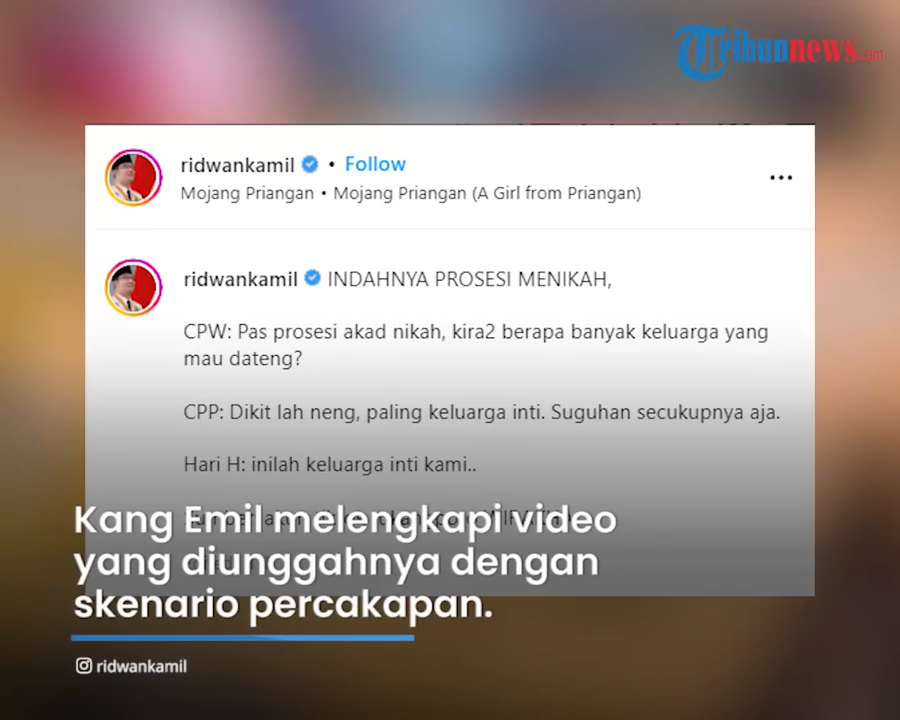 Tribunnews.com
ridwankamil • Follow
Mojang Priangan • Mojang Priangan (A Girl from Priangan)
ridwankamil INDAHNYA PROSESI MENIKAH,
CPW: Pas prosesi akad nikah, kira2 berapa banyak keluarga yang
mau dateng?
CPP: Dikit lah neng, paling keluarga inti. Suguhan secukupnya aja.
Hari H: inilah keluarga inti kami..
Kang Emil melengkapi video
yang diunggahnya dengan
skenario percakapan.
ridwankamil